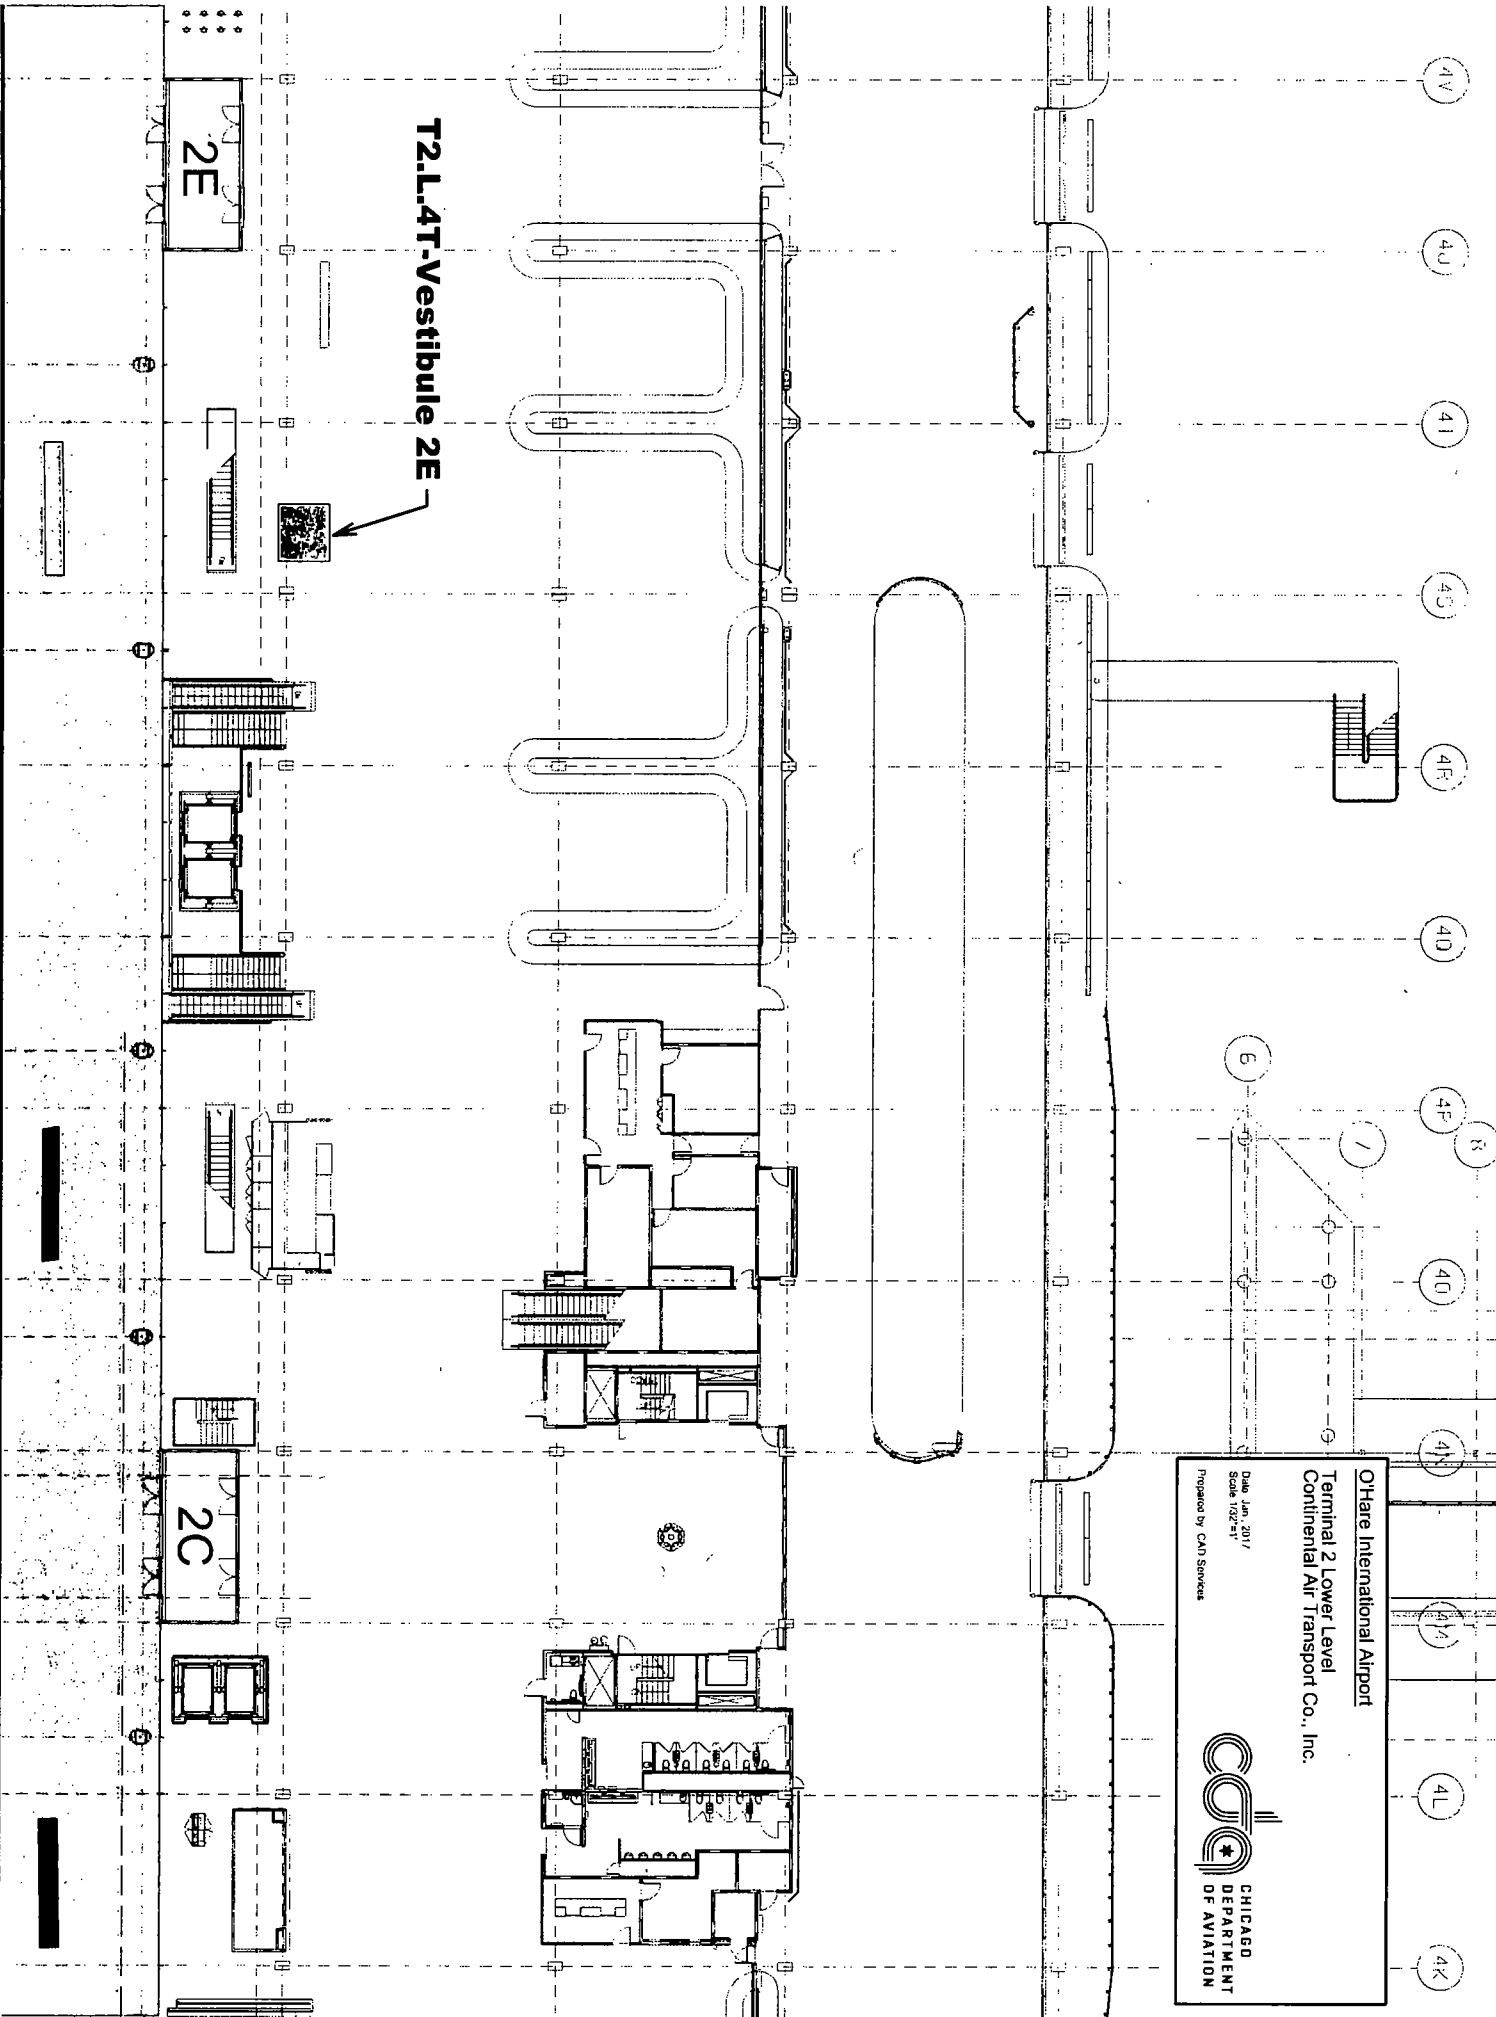 4V
4U
4T
4S
4R
4Q
4P
4O
4N
4M
4L
4K
6
7
8
2E
T2.L.4T-Vestibule 2E
2C
O'Hare International Airport
Terminal 2 Lower Level
Continental Air Transport Co., Inc.
Date Jan., 2017
Scale 1/32"=1'
Prepared by CAD Services
cda
CHICAGO
DEPARTMENT
OF AVIATION